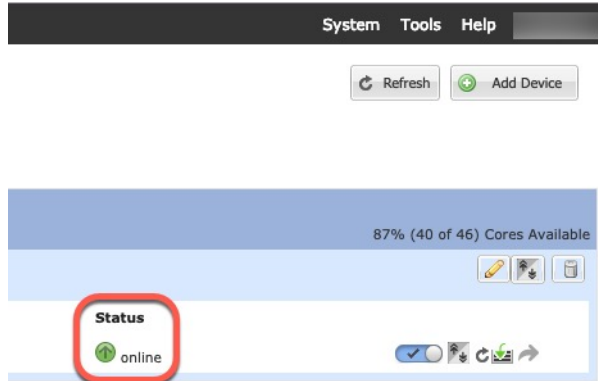 System Tools Help
Refresh Add Device
87% (40 of 46) Cores Available
Status
online